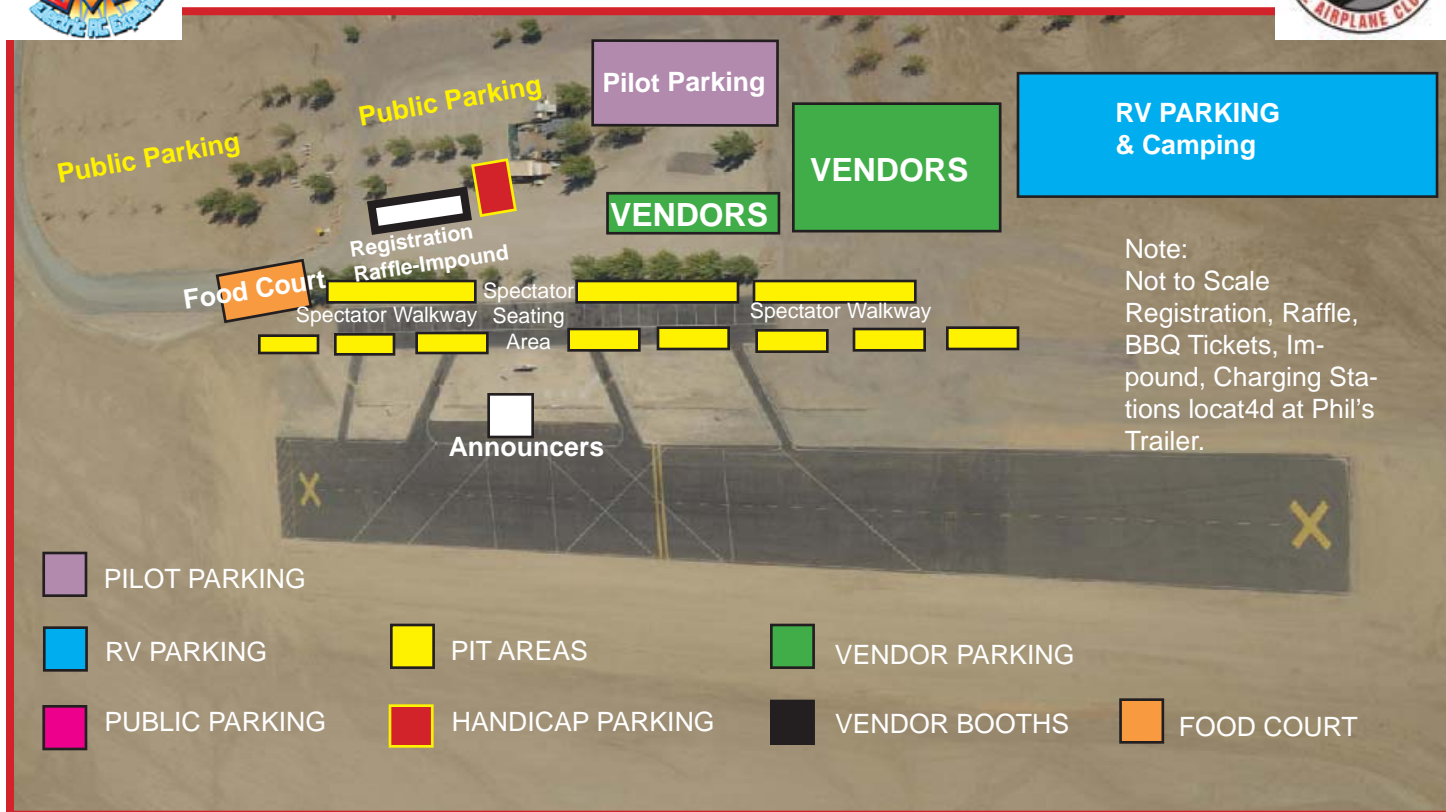 Electric RC
AIRPLANE
Pilot Parking
Public Parking
Public Parking
RV PARKING
& Camping
VENDORS
VENDORS
Registration
Raffle-Impound
Food Court
Spectator
Seating
Area
Spectator Walkway
Spectator Walkway
Announcers
Note:
Not to Scale
Registration, Raffle,
BBQ Tickets, Im-
pound, Charging Sta-
tions locat4d at Phil's
Trailer.
X
X
PILOT PARKING
RV PARKING
PIT AREAS
VENDOR PARKING
PUBLIC PARKING
HANDICAP PARKING
VENDOR BOOTHS
FOOD COURT